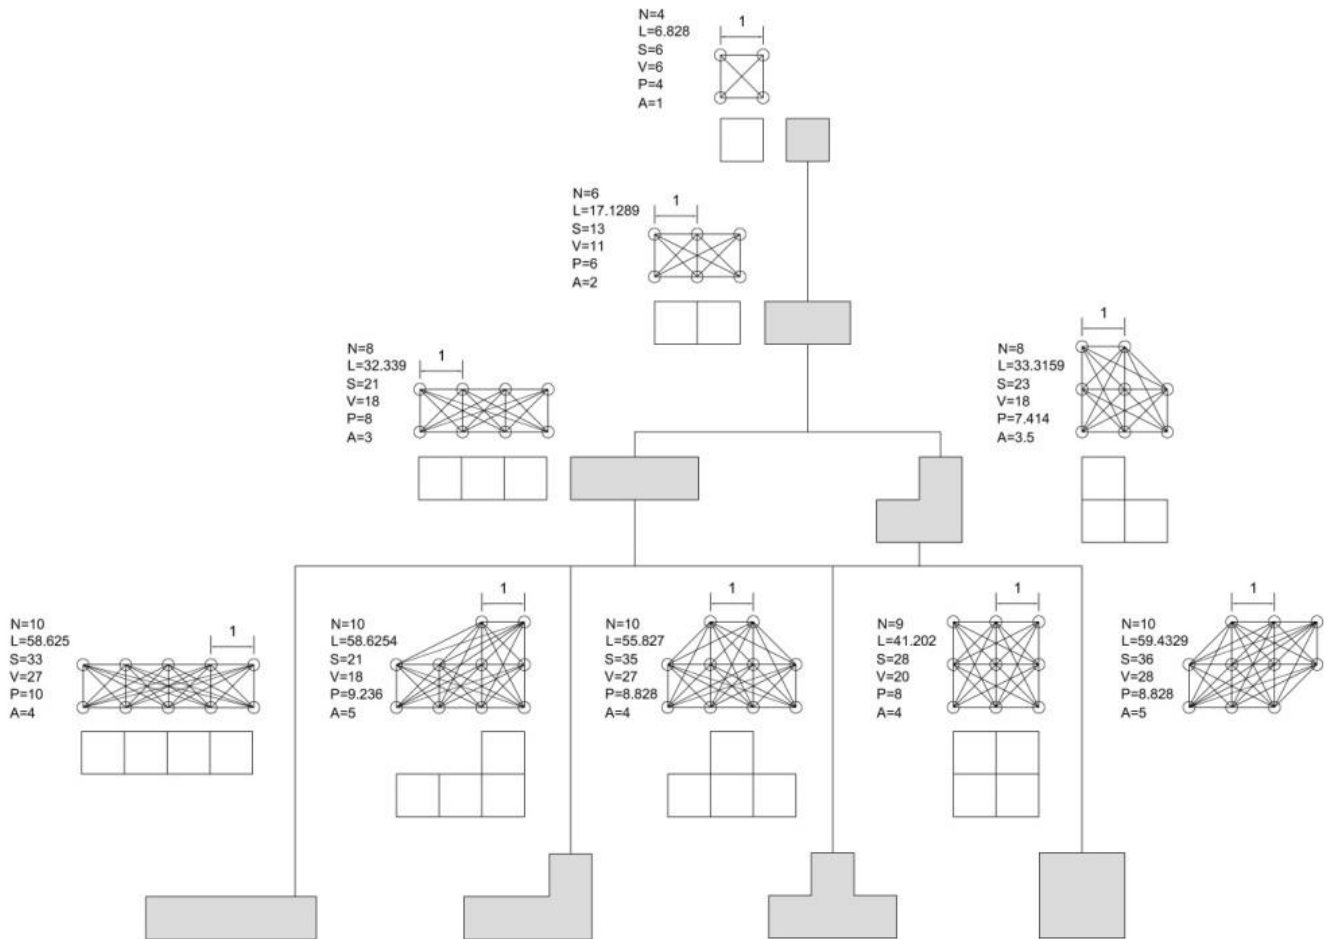 N=4
L=6.828
S=6
V=6
P=4
A=1
1
N=6
L=17.1289
S=13
V=11
P=6
A=2
1
N=8
L=32.339
S=21
V=18
P=8
A=3
1
N=8
L=33.3159
S=23
V=18
P=7.414
A=3.5
1
N=10
L=58.625
S=33
V=27
P=10
A=4
1
N=10
L=58.6254
S=21
V=18
P=9.236
A=5
1
N=10
L=55.827
S=35
V=27
P=8.828
A=4
1
N=9
L=41.202
S=28
V=20
P=8
A=4
1
N=10
L=59.4329
S=36
V=28
P=8.828
A=5
1